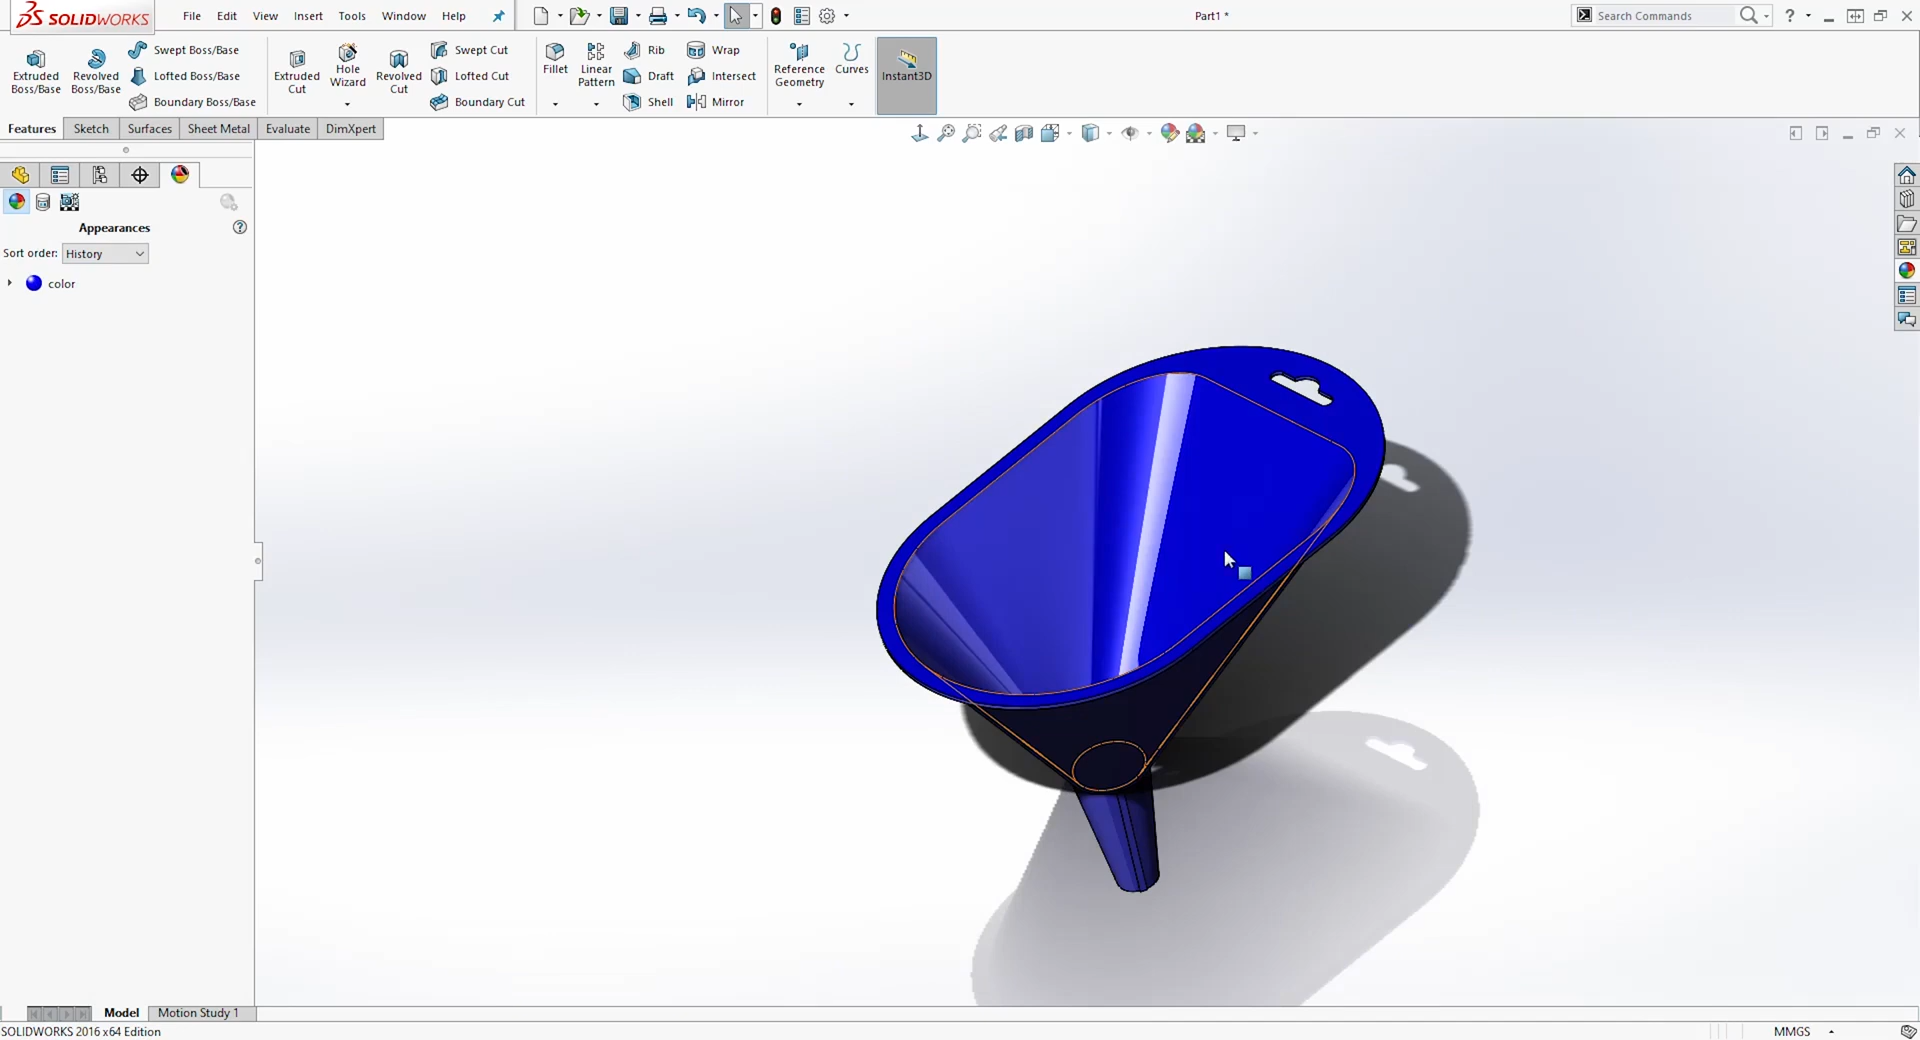 SOLIDWORKS File Edit View Insert Tools Window Help Part1 * Search Commands ?
Extruded Boss/Base
Revolved Boss/Base
Swept Boss/Base
Lofted Boss/Base
Boundary Boss/Base
Extruded Cut
Hole Wizard
Revolved Cut
Swept Cut
Lofted Cut
Boundary Cut
Fillet
Linear Pattern
Rib
Draft
Shell
Wrap
Intersect
Mirror
Reference Geometry
Curves
Instant3D
Features Sketch Surfaces Sheet Metal Evaluate DimXpert
Appearances ?
Sort order: History
color
Model Motion Study 1
SOLIDWORKS 2016 x64 Edition MMGS